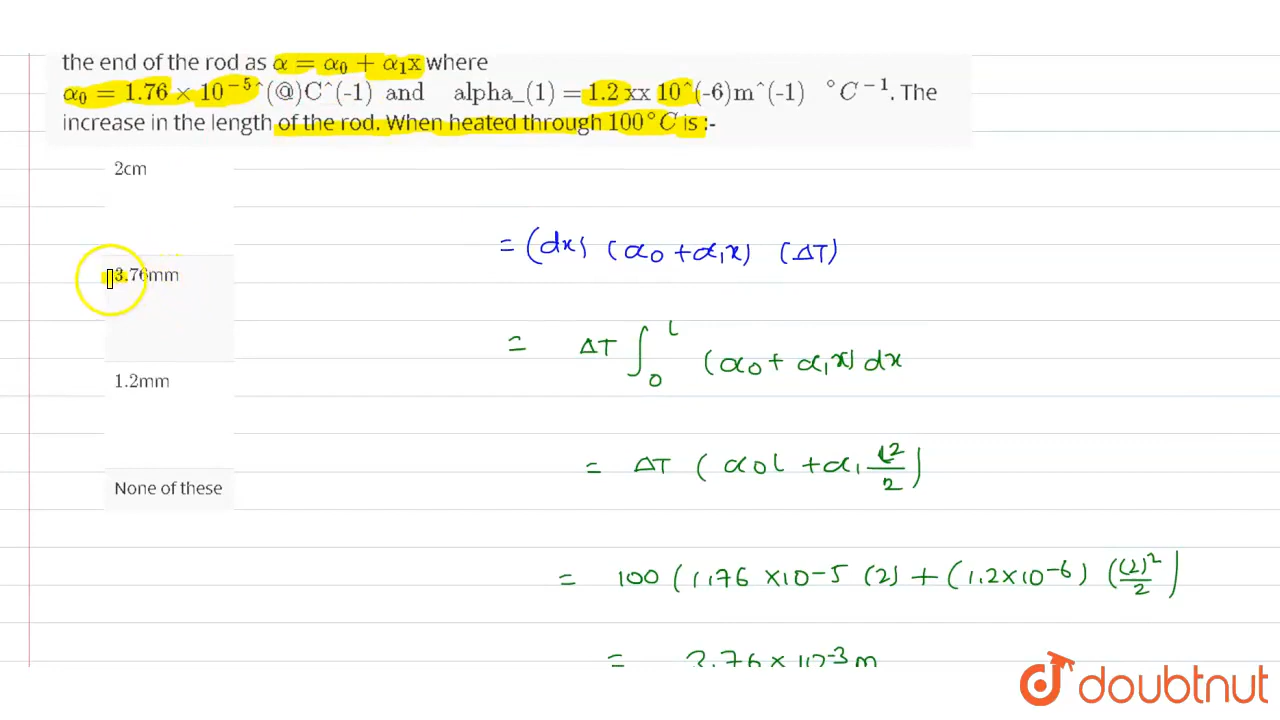 the end of the rod as α = α₀ + α₁x where
α₀ = 1.76 × 10⁻⁵^(@)C^(-1) and alpha_(1) = 1.2 xx 10^(-6)m^(-1) °C⁻¹. The
increase in the length of the rod. When heated through 100°C is :-
2cm
3.76mm
1.2mm
None of these
= (dx) (α0 + α₁x) (ΔT)
= ΔT ∫₀ˡ (α0 + α₁x) dx
= ΔT ( α0l + α₁ l²/2 )
= 100 (1.76 ×10-5 (2) + (1.2×10⁻⁶) ((2)²/2)
= 3.76 × 10⁻³m
doubtnut